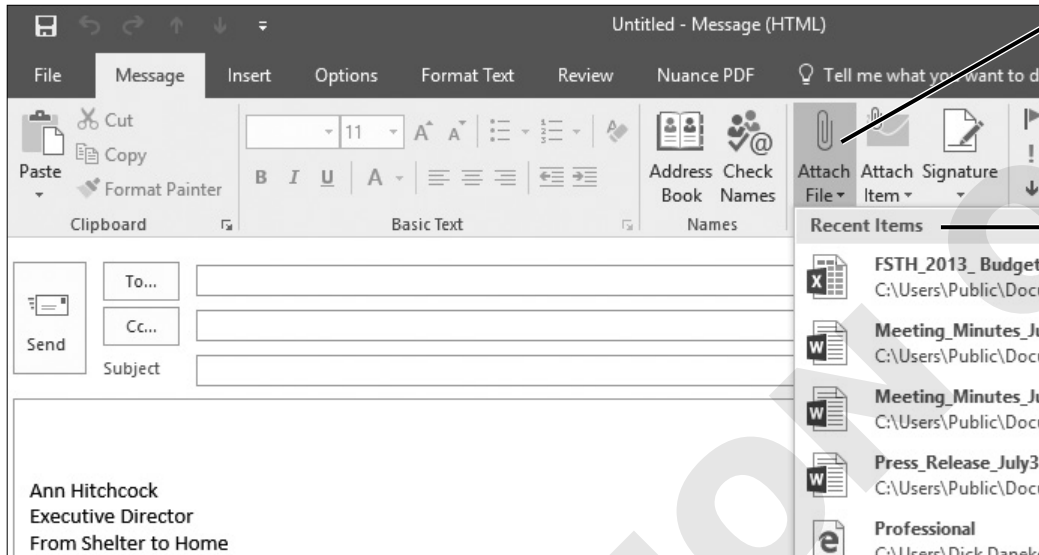 Untitled - Message (HTML)
File Message Insert Options Format Text Review Nuance PDF Tell me what you want to d
Cut
Copy
Format Painter
Paste
Clipboard
11
B I U A
Basic Text
Address Book
Check Names
Names
Attach File
Attach Item
Signature
Recent Items
FSTH_2013_ Budget
C:\Users\Public\Docu
Meeting_Minutes_Ju
C:\Users\Public\Docu
Meeting_Minutes_Ju
C:\Users\Public\Docu
Press_Release_July3
C:\Users\Public\Docu
Professional
C:\Users\Dick Danek
Send
To...
Cc...
Subject
Ann Hitchcock
Executive Director
From Shelter to Home